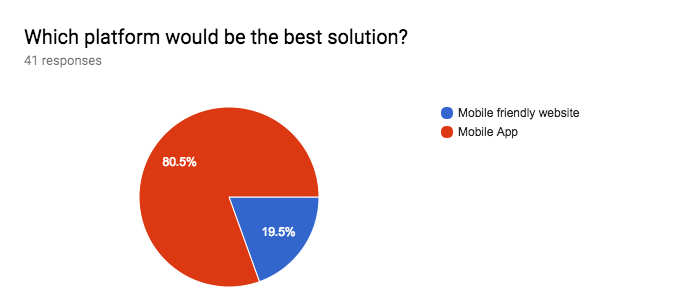 Which platform would be the best solution?
41 responses
Mobile friendly website
Mobile App
80.5%
19.5%